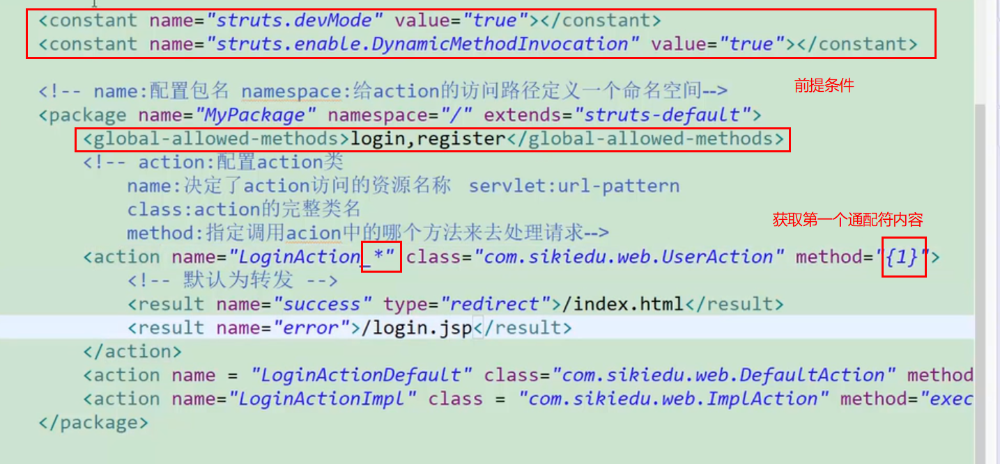 <constant name="struts.devMode" value="true"></constant>
<constant name="struts.enable.DynamicMethodInvocation" value="true"></constant>
<!-- name:配置包名 namespace:给action的访问路径定义一个命名空间-->
前提条件
<package name="MyPackage" namespace="/" extends="struts-default">
<global-allowed-methods>login,register</global-allowed-methods>
<!-- action:配置action类
name:决定了action访问的资源名称 servlet:url-pattern
class:action的完整类名
获取第一个通配符内容
method:指定调用acion中的哪个方法来去处理请求-->
<action name="LoginAction_*" class="com.sikiedu.web.UserAction" method="{1}">
<!-- 默认为转发 -->
<result name="success" type="redirect">/index.html</result>
<result name="error">/login.jsp</result>
</action>
<action name = "LoginActionDefault" class="com.sikiedu.web.DefaultAction" method
<action name="LoginActionImpl" class = "com.sikiedu.web.ImplAction" method="exec
</package>